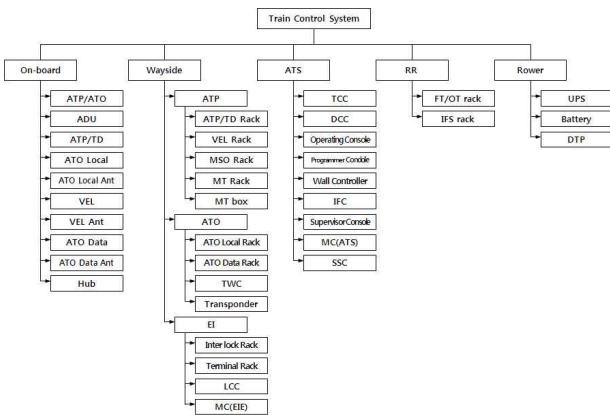 Train Control System
On-board
Wayside
ATS
RR
Rower
ATP/ATO
ADU
ATP/TD
ATO Local
ATO Local Ant
VEL
VEL Ant
ATO Data
ATO Data Ant
Hub
ATP
ATP/TD Rack
VEL Rack
MSO Rack
MT Rack
MT box
ATO
ATO Local Rack
ATO Data Rack
TWC
Transponder
EI
Inter lock Rack
Terminal Rack
LCC
MC(EIE)
TCC
DCC
Operating Console
Programmer Condole
Wall Controller
IFC
Supervisor Console
MC(ATS)
SSC
FT/OT rack
IFS rack
UPS
Battery
DTP